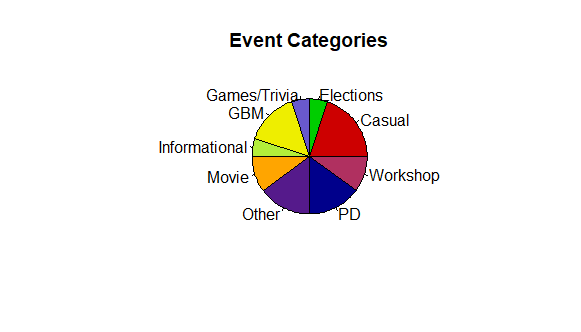 Event Categories
Games/Trivia
Elections
GBM
Casual
Informational
Movie
Workshop
Other
PD